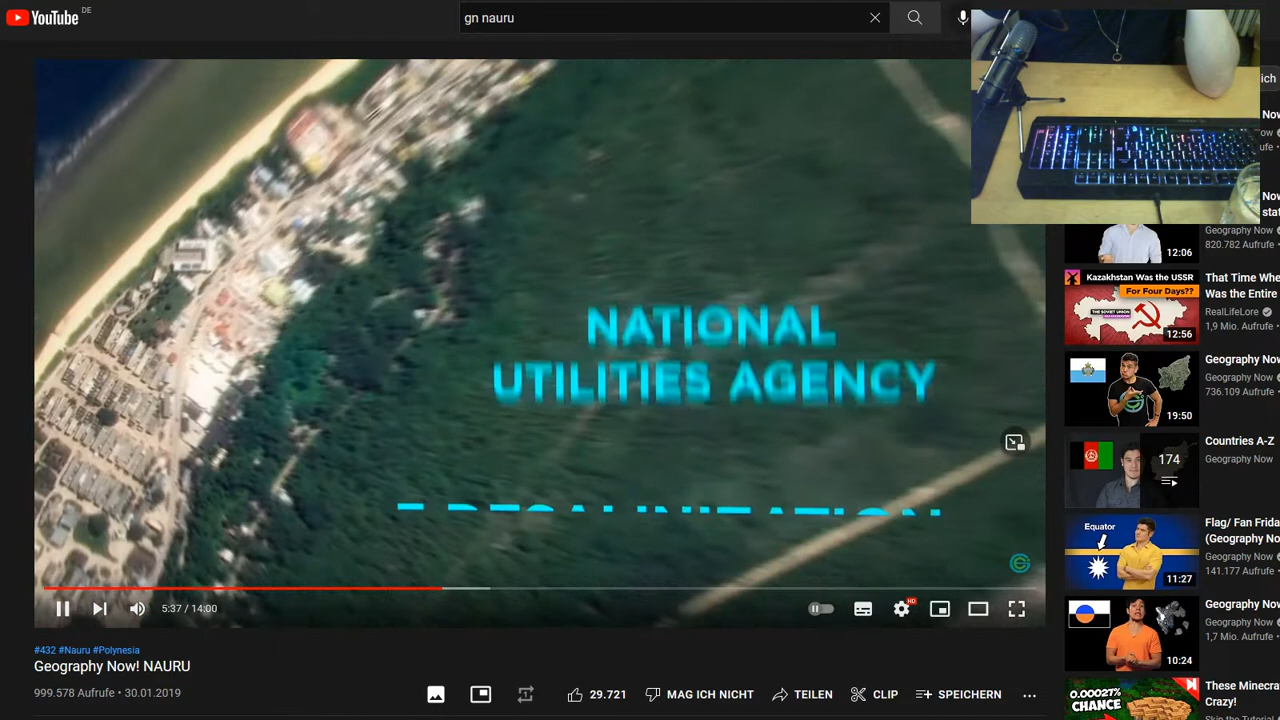 YouTube DE
gn nauru
NATIONAL
UTILITIES AGENCY
5:37 / 14:00
HD
#432 #Nauru #Polynesia
Geography Now! NAURU
999.578 Aufrufe • 30.01.2019
29.721
MAG ICH NICHT
TEILEN
CLIP
SPEICHERN
ich
12:06
820.782 Aufrufe
Kazakhstan Was the USSR
For Four Days??
12:56
That Time Whe
Was the Entire
RealLifeLore
1,9 Mio. Aufrufe
19:50
Geography Now
Geography Now
736.109 Aufrufe
174
Countries A-Z
Geography Now
Equator
11:27
Flag/ Fan Frida
(Geography No
Geography Now
141.177 Aufrufe
10:24
Geography Now
Geography Now
1,7 Mio. Aufrufe
0.00027%
CHANCE
These Minecra
Crazy!